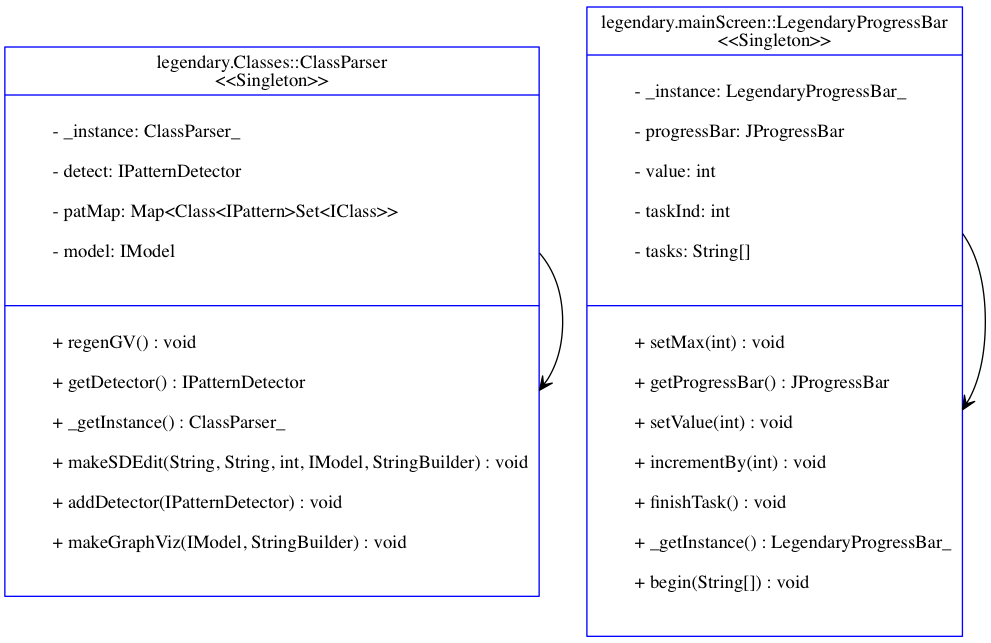 legendary.Classes::ClassParser
<<Singleton>>
- _instance: ClassParser_
- detect: IPatternDetector
- patMap: Map<Class<IPattern>Set<IClass>>
- model: IModel
+ regenGV() : void
+ getDetector() : IPatternDetector
+ _getInstance() : ClassParser_
+ makeSDEdit(String, String, int, IModel, StringBuilder) : void
+ addDetector(IPatternDetector) : void
+ makeGraphViz(IModel, StringBuilder) : void
legendary.mainScreen::LegendaryProgressBar
<<Singleton>>
- _instance: LegendaryProgressBar_
- progressBar: JProgressBar
- value: int
- taskInd: int
- tasks: String[]
+ setMax(int) : void
+ getProgressBar() : JProgressBar
+ setValue(int) : void
+ incrementBy(int) : void
+ finishTask() : void
+ _getInstance() : LegendaryProgressBar_
+ begin(String[]) : void